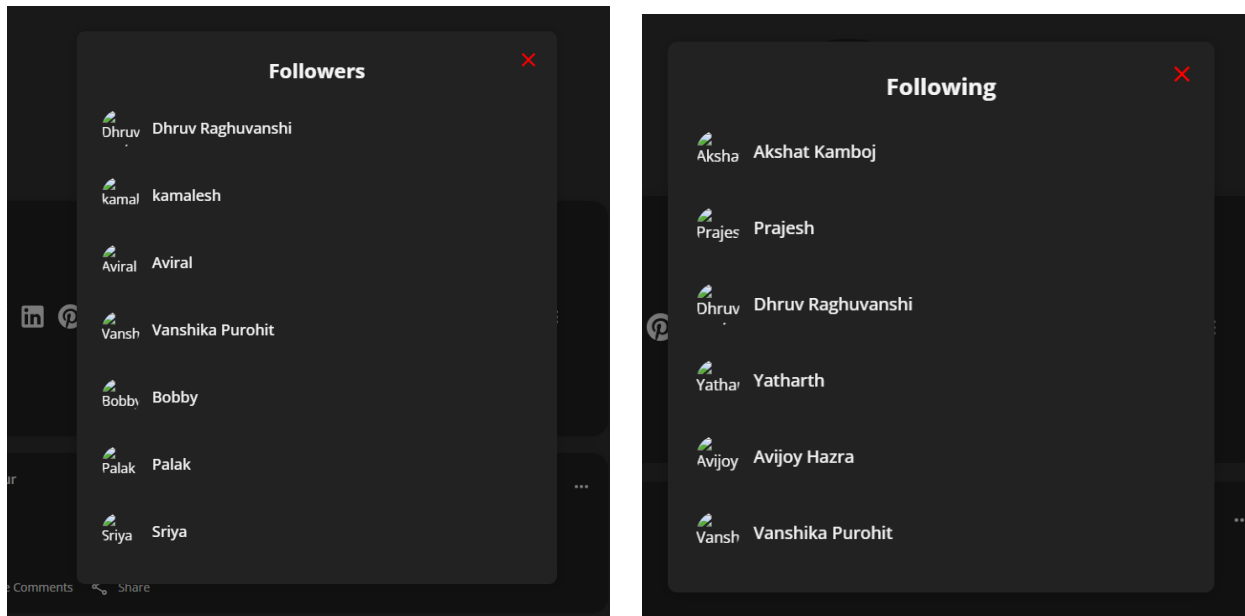 Followers
Dhruv Dhruv Raghuvanshi
kamal kamalesh
Aviral Aviral
Vansh Vanshika Purohit
Bobby Bobby
Palak Palak
Sriya Sriya
ur
e Comments Share
Following
Aksha Akshat Kamboj
Prajes Prajesh
Dhruv Dhruv Raghuvanshi
Yathar Yatharth
Avijoy Avijoy Hazra
Vansh Vanshika Purohit